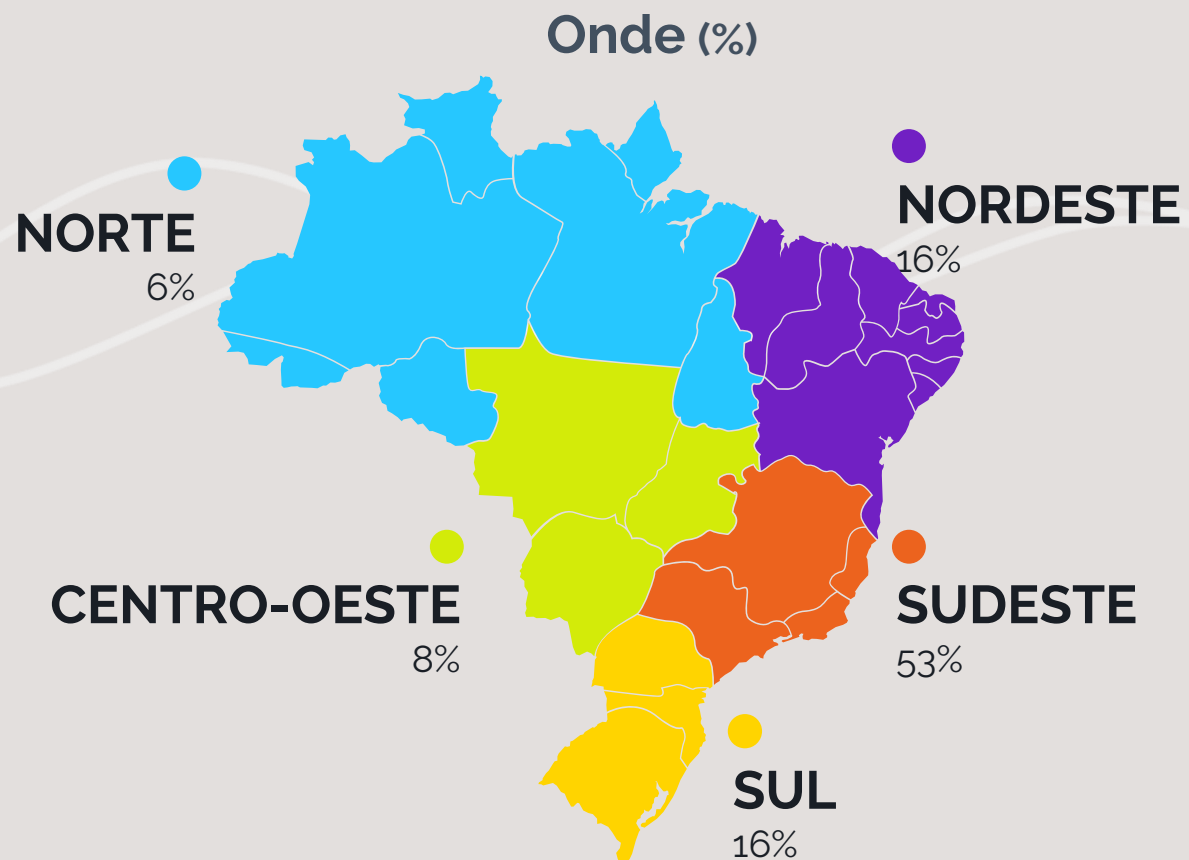 Onde (%)
NORTE
6%
NORDESTE
16%
CENTRO-OESTE
8%
SUDESTE
53%
SUL
16%